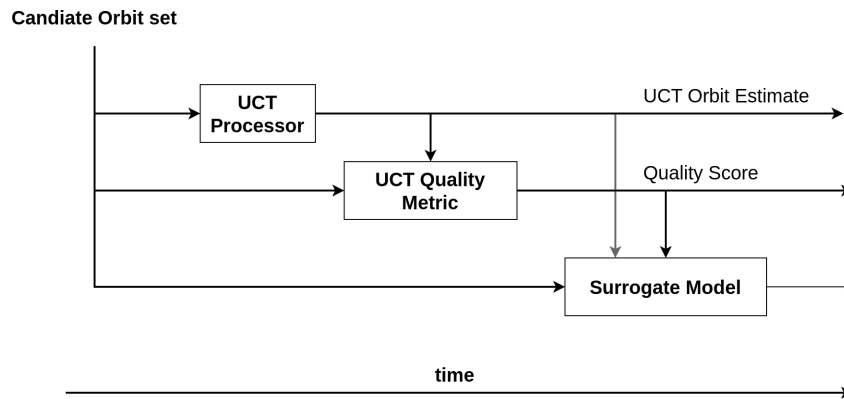 Candiate Orbit set
UCT
Processor
UCT Orbit Estimate
UCT Quality
Metric
Quality Score
Surrogate Model
time